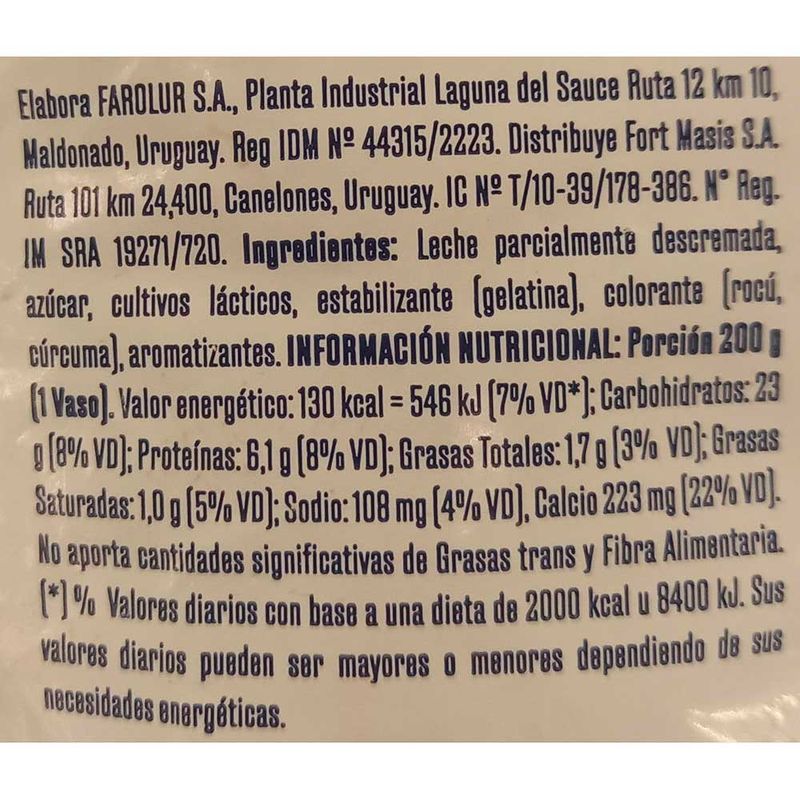 Elabora FAROLUR S.A., Planta Industrial Laguna del Sauce Ruta 12 km 10,
Maldonado, Uruguay. Reg IDM Nº 44315/2223. Distribuye Fort Masis S.A.
Ruta 101 km 24,400, Canelones, Uruguay. IC Nº T/10-39/178-386. N° Reg.
IM SRA 19271/720. Ingredientes: Leche parcialmente descremada,
azúcar, cultivos lácticos, estabilizante (gelatina), colorante (rocú,
cúrcuma), aromatizantes. INFORMACIÓN NUTRICIONAL: Porción 200 g
(1 Vaso). Valor energético: 130 kcal = 546 kJ (7% VD*); Carbohidratos: 23
g (8% VD); Proteínas: 6,1 g (8% VD); Grasas Totales: 1,7 g (3% VD); Grasas
Saturadas: 1,0 g (5% VD); Sodio: 108 mg (4% VD), Calcio 223 mg (22% VD).
No aporta cantidades significativas de Grasas trans y Fibra Alimentaria.
(*) % Valores diarios con base a una dieta de 2000 kcal u 8400 kJ. Sus
valores diarios pueden ser mayores o menores dependiendo de sus
necesidades energéticas.